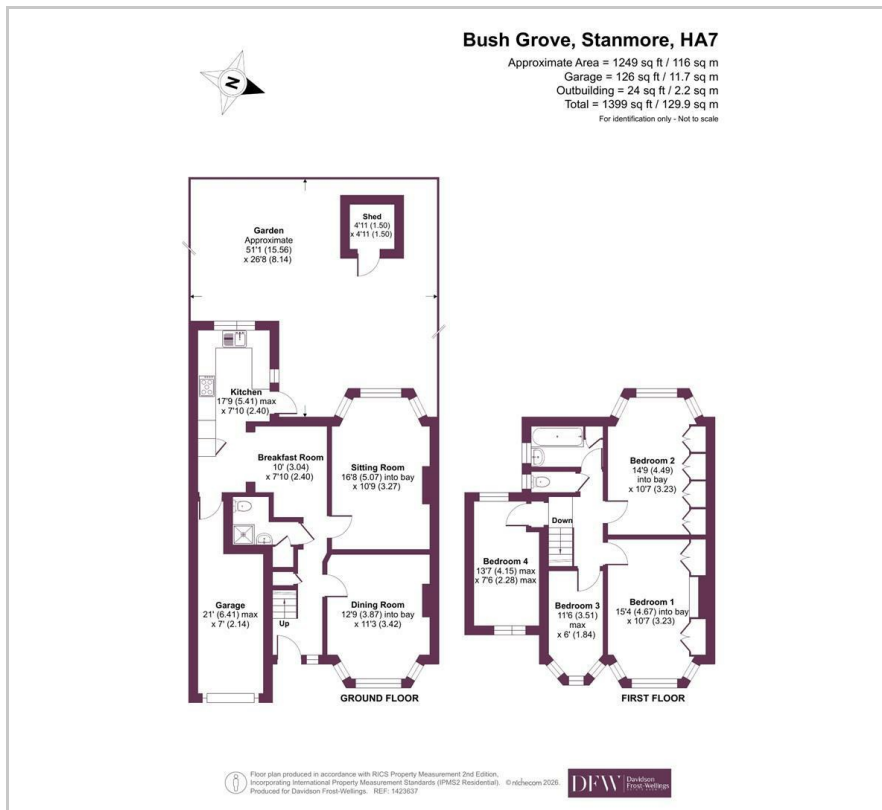 Bush Grove, Stanmore, HA7
Approximate Area = 1249 sq ft / 116 sq m
Garage = 126 sq ft / 11.7 sq m
Outbuilding = 24 sq ft / 2.2 sq m
Total = 1399 sq ft / 129.9 sq m
For identification only - Not to scale
N
Shed
4'11 (1.50)
x 4'11 (1.50)
Garden
Approximate
51'1 (15.56)
x 26'8 (8.14)
Kitchen
17'9 (5.41) max
x 7'10 (2.40)
Breakfast Room
10' (3.04)
x 7'10 (2.40)
Sitting Room
16'8 (5.07) into bay
x 10'9 (3.27)
Garage
21' (6.41) max
x 7' (2.14)
Up
Dining Room
12'9 (3.87) into bay
x 11'3 (3.42)
GROUND FLOOR
Bedroom 2
14'9 (4.49)
into bay
x 10'7 (3.23)
Down
Bedroom 4
13'7 (4.15) max
x 7'6 (2.28) max
Bedroom 3
11'6 (3.51)
max
x 6' (1.84)
Bedroom 1
15'4 (4.67) into bay
x 10'7 (3.23)
FIRST FLOOR
Floor plan produced in accordance with RICS Property Measurement 2nd Edition,
Incorporating International Property Measurement Standards (IPMS2 Residential). © nichecom 2026.
Produced for Davidson Frost-Wellings. REF: 1423637
DFW Davidson
Frost-Wellings